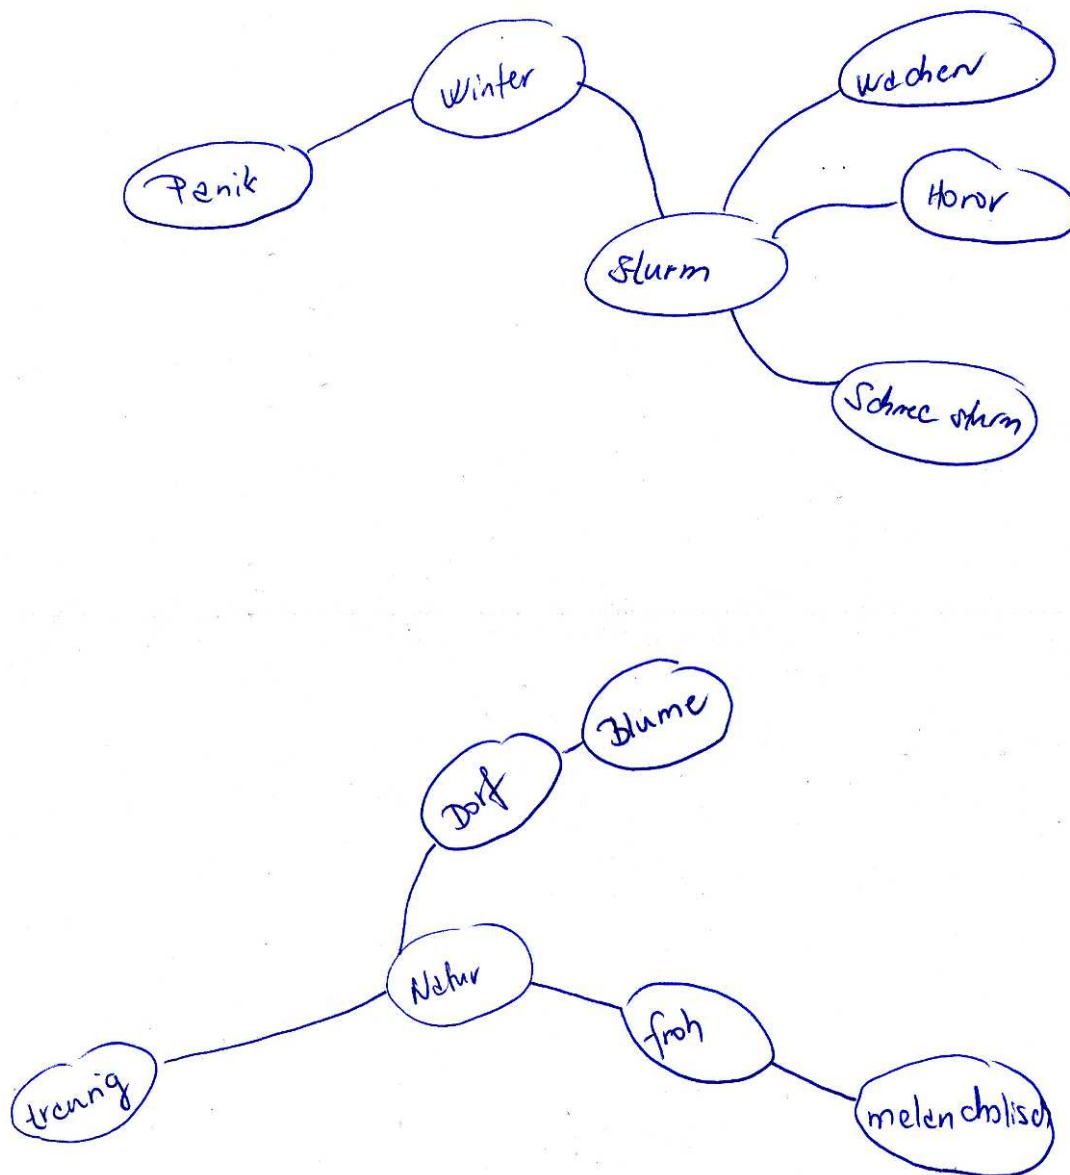 Winter
wachen
Panik
Horor
Sturm
Schnee sturm
Blume
Dorf
Natur
froh
traurig
melancholisch